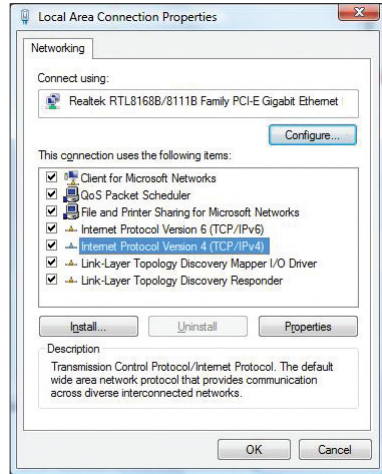 Local Area Connection Properties
Networking
Connect using:
Realtek RTL8168B/8111B Family PCI-E Gigabit Ethernet
Configure...
This connection uses the following items:
Client for Microsoft Networks
QoS Packet Scheduler
File and Printer Sharing for Microsoft Networks
Internet Protocol Version 6 (TCP/IPv6)
Internet Protocol Version 4 (TCP/IPv4)
Link-Layer Topology Discovery Mapper I/O Driver
Link-Layer Topology Discovery Responder
Install... Uninstall Properties
Description
Transmission Control Protocol/Internet Protocol. The default
wide area network protocol that provides communication
across diverse interconnected networks.
OK Cancel